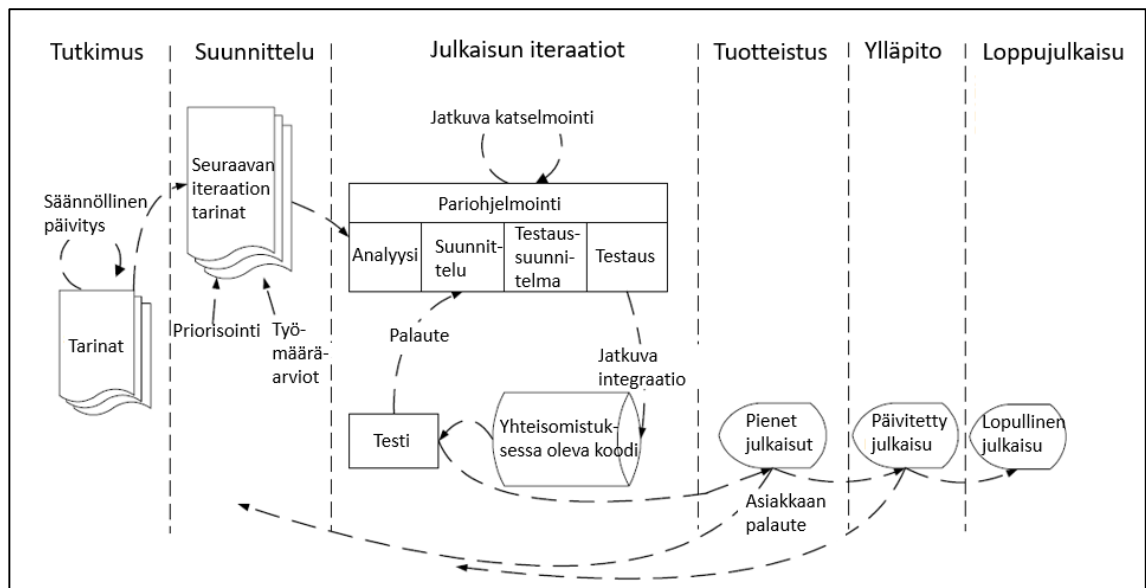 Tutkimus
Suunnittelu
Julkaisun iteraatiot
Tuotteistus
Ylläpito
Loppujulkaisu
Säännöllinen
päivitys
Tarinat
Seuraavan
iteraation
tarinat
Priorisointi
Työ-
määrä-
arviot
Jatkuva katselmointi
Pariohjelmointi
Analyysi
Suunnit-
telu
Testaus-
suunni-
telma
Testaus
Palaute
Jatkuva
integraatio
Testi
Yhteisomistuk-
sessa oleva koodi
Pienet
julkaisut
Päivitetty
julkaisu
Lopullinen
julkaisu
Asiakkaan
palaute